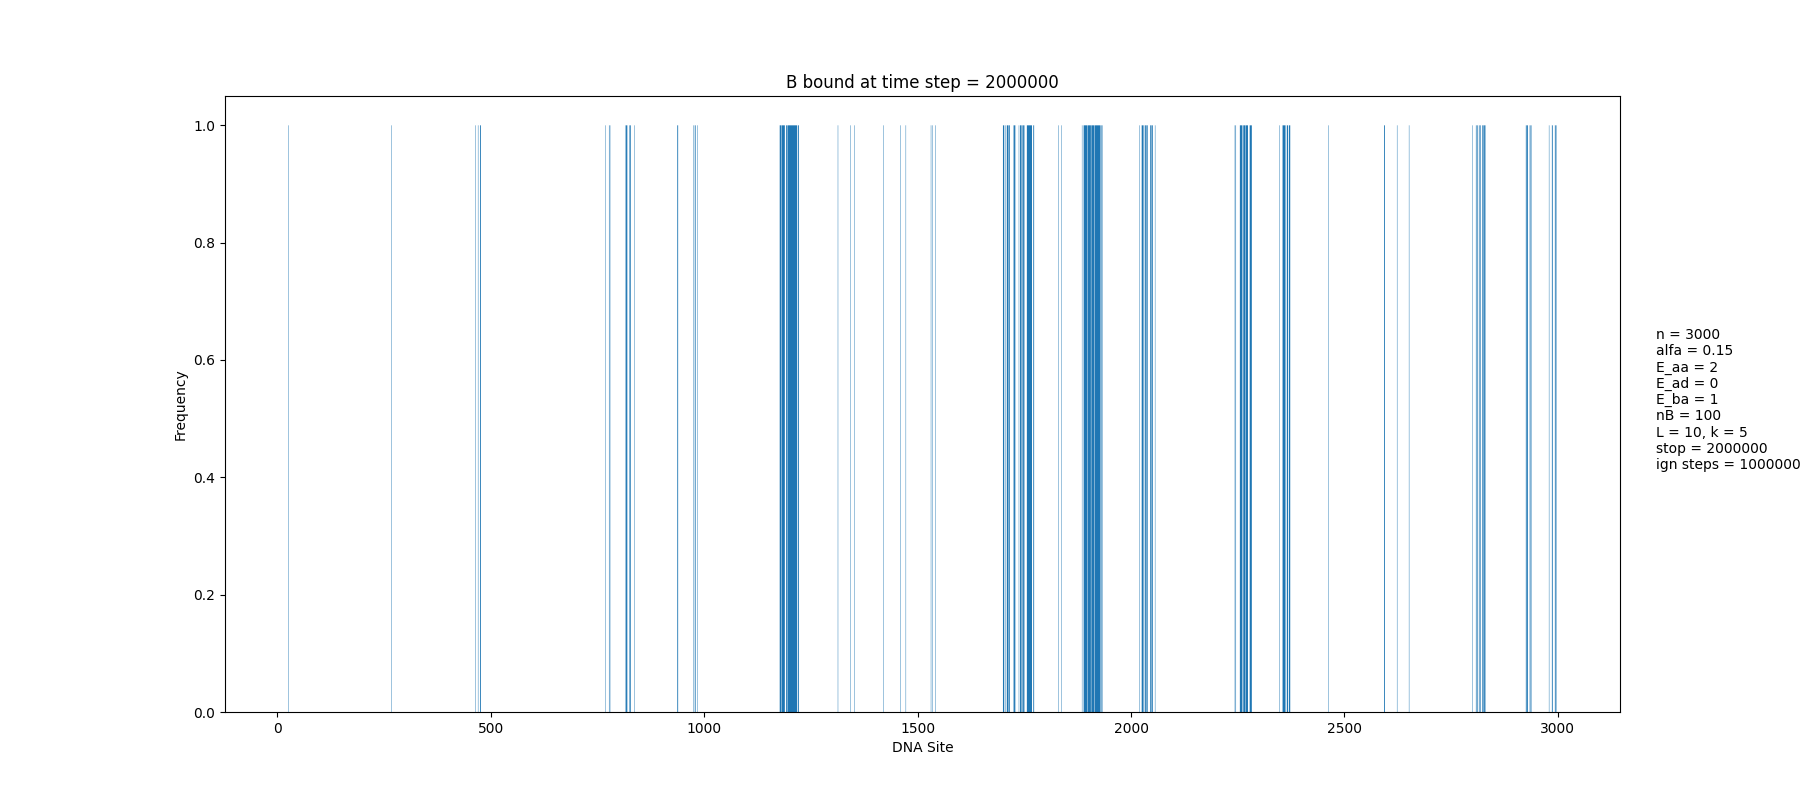 B bound at time step = 2000000
1.0
0.8
0.6
0.4
0.2
0.0
Frequency
0 500 1000 1500 2000 2500 3000
DNA Site
n = 3000
alfa = 0.15
E_aa = 2
E_ad = 0
E_ba = 1
nB = 100
L = 10, k = 5
stop = 2000000
ign steps = 1000000